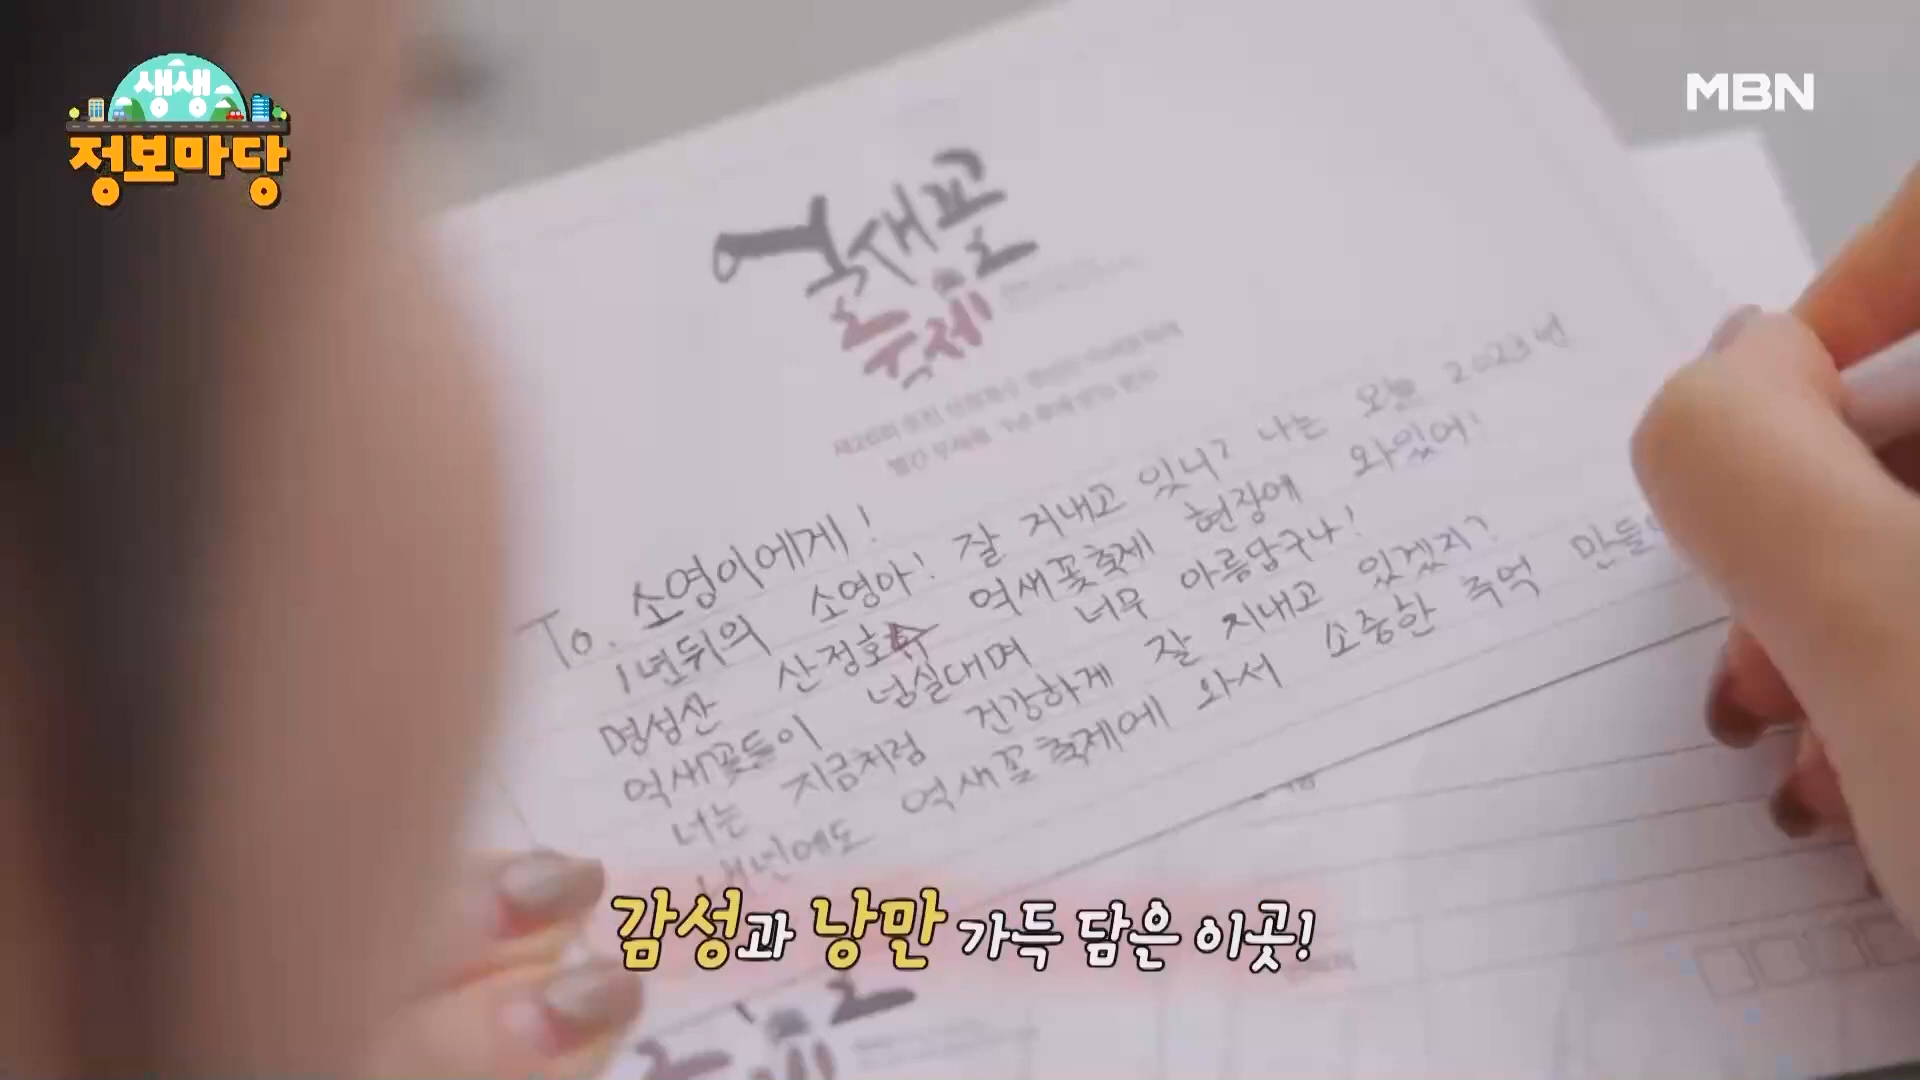 생생
정보마당
MBN
억새꽃
축제
To. 소영이에게!
1년뒤의 소영아! 잘 지내고 잇니? 나는 오늘 2023년
명성산 산정호수 억새꽃축제 현장에 와있어!
억새꽃들이 넘실대며 너무 아름답구나!
너는 지금처럼 건강하게 잘 지내고 있겠지?
내년에도 억새꽃축제에 와서 소중한 추억 만들
감성과 낭만 가득 담은 이곳!